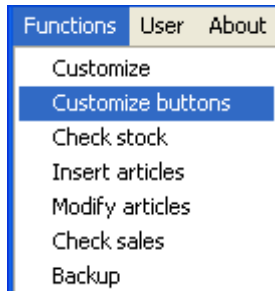 Functions User About
Customize
Customize buttons
Check stock
Insert articles
Modify articles
Check sales
Backup